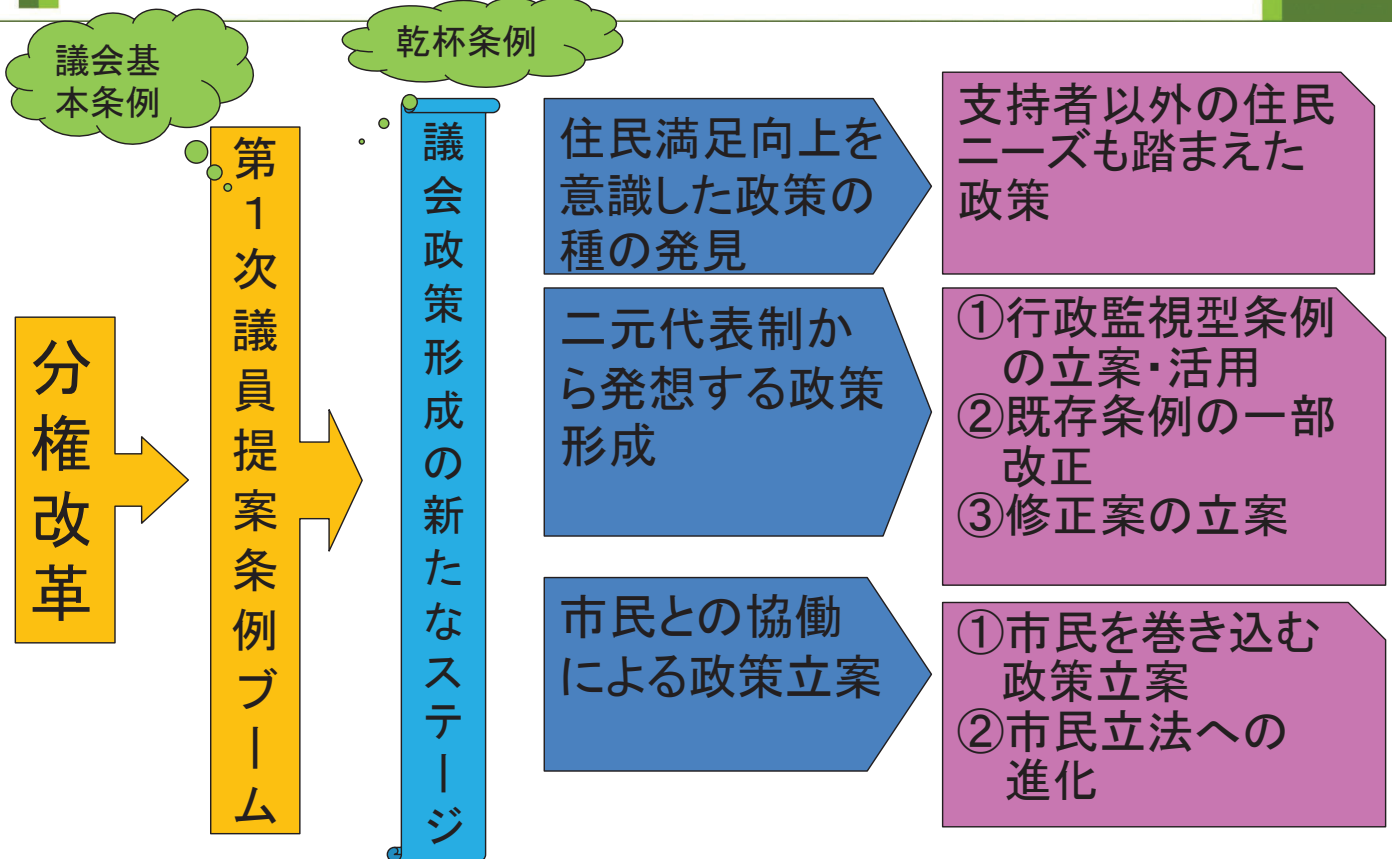 議会基
本条例
乾杯条例
分権改革
第1次議員提案条例ブーム
議会政策形成の新たなステージ
住民満足向上を
意識した政策の
種の発見
支持者以外の住民
ニーズも踏まえた
政策
二元代表制か
ら発想する政策
形成
①行政監視型条例
の立案・活用
②既存条例の一部
改正
③修正案の立案
市民との協働
による政策立案
①市民を巻き込む
政策立案
②市民立法への
進化